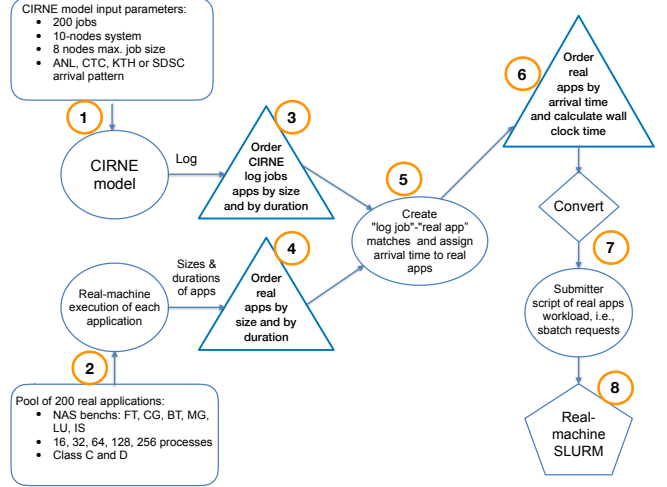 CIRNE model input parameters:
• 200 jobs
• 10-nodes system
• 8 nodes max. job size
• ANL, CTC, KTH or SDSC
arrival pattern
1
CIRNE
model
Log
3
Order
CIRNE
log jobs
apps by size
and by duration
2
Pool of 200 real applications:
• NAS benchs: FT, CG, BT, MG,
LU, IS
• 16, 32, 64, 128, 256 processes
• Class C and D
Real-machine
execution of each
application
Sizes &
durations
of apps
4
Order
real
apps by
size and by
duration
5
Create
"log job"-"real app"
matches and assign
arrival time to real
apps
6
Order
real
apps by
arrival time
and calculate wall
clock time
Convert
7
Submitter
script of real apps
workload, i.e.,
sbatch requests
8
Real-
machine
SLURM